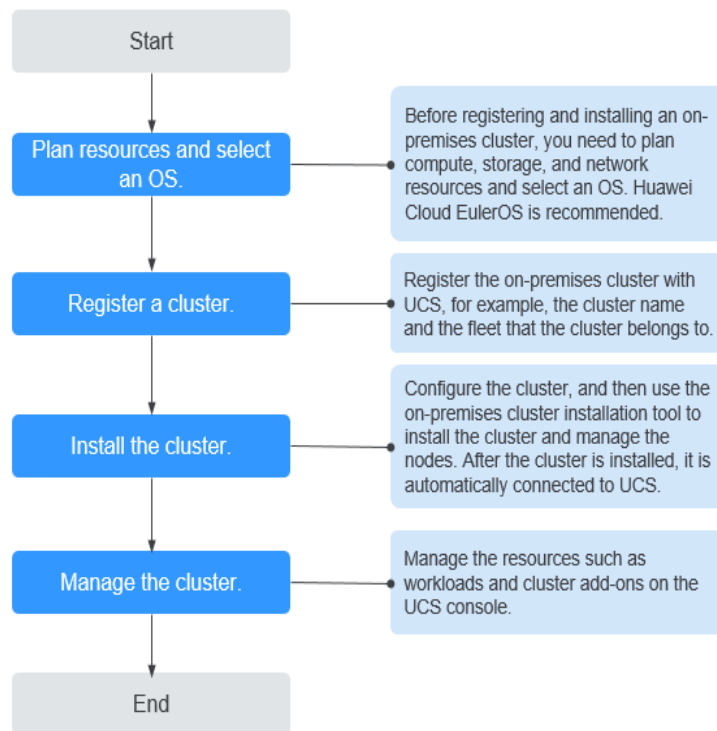 Start
Plan resources and select
an OS.
Before registering and installing an on-
premises cluster, you need to plan
compute, storage, and network
resources and select an OS. Huawei
Cloud EulerOS is recommended.
Register a cluster.
Register the on-premises cluster with
UCS, for example, the cluster name
and the fleet that the cluster belongs to.
Install the cluster.
Configure the cluster, and then use the
on-premises cluster installation tool to
install the cluster and manage the
nodes. After the cluster is installed, it is
automatically connected to UCS.
Manage the cluster.
Manage the resources such as
workloads and cluster add-ons on the
UCS console.
End